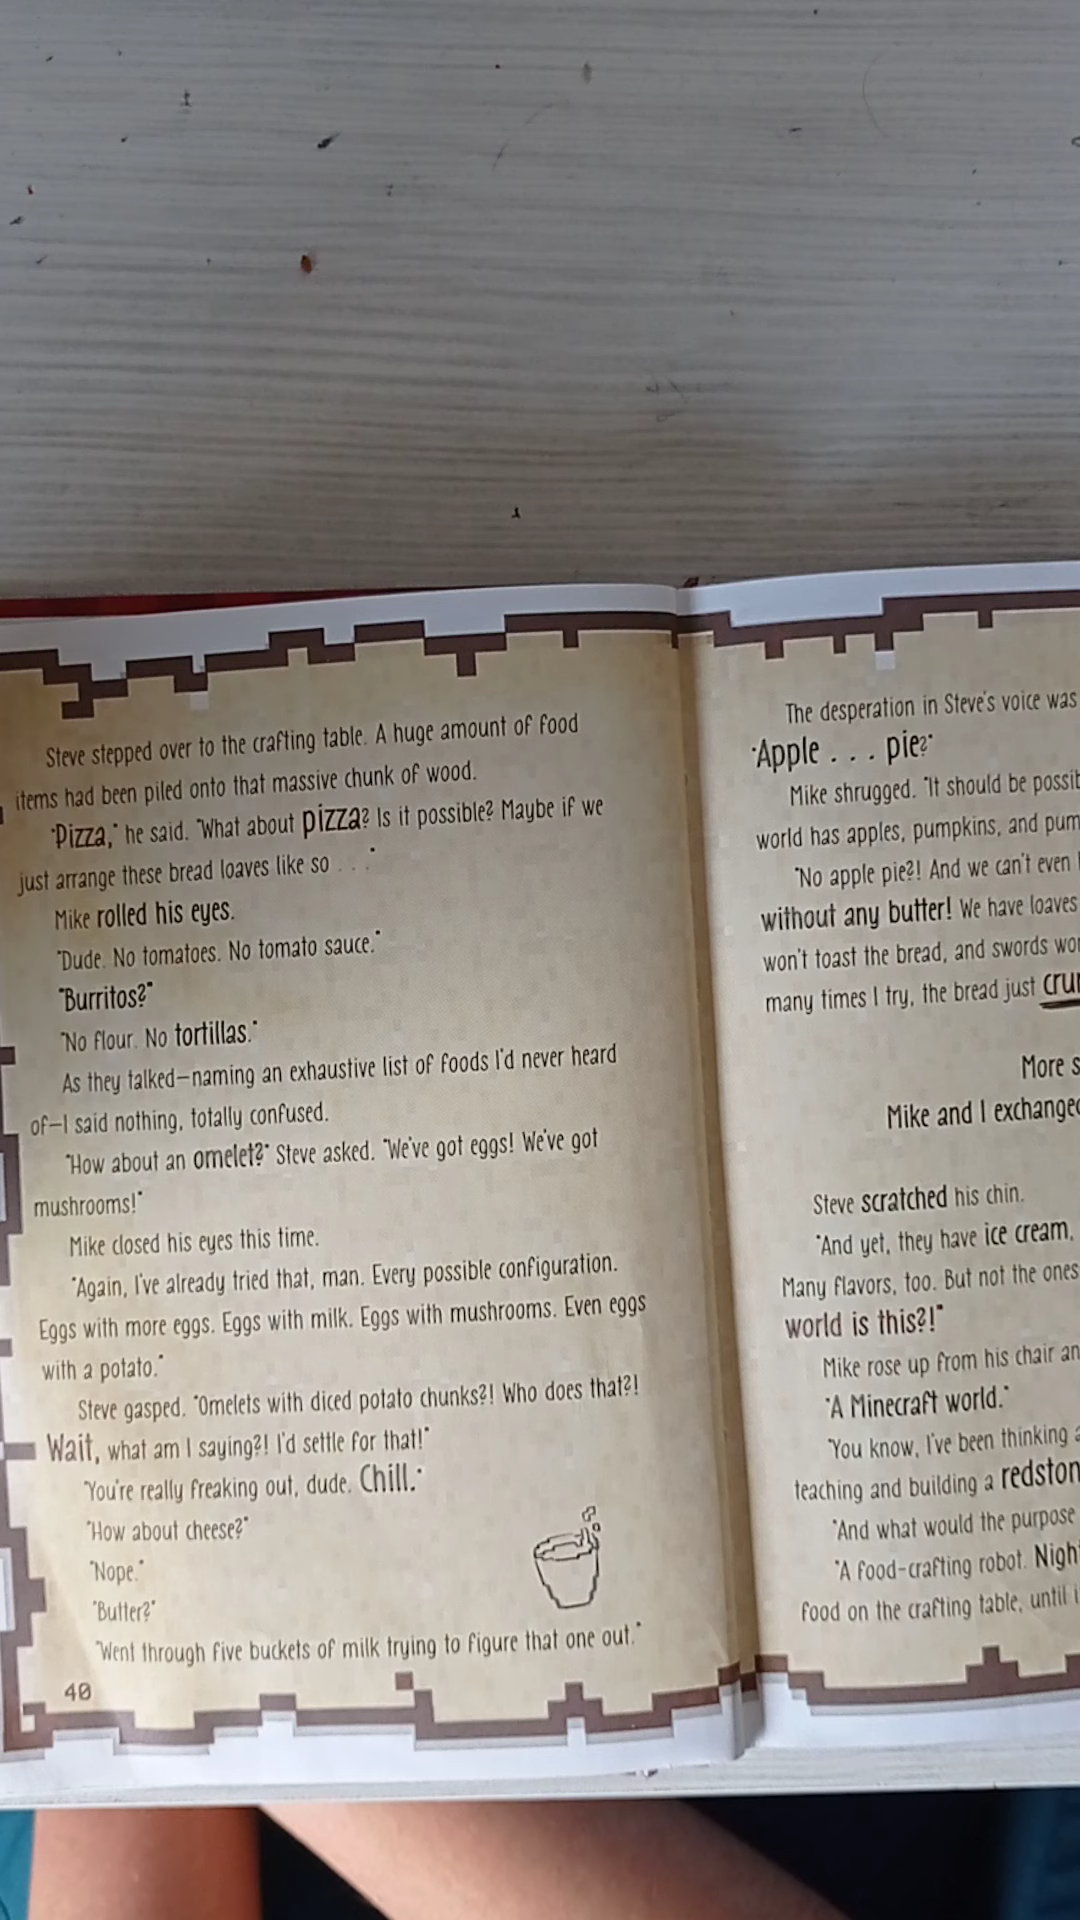 Steve stepped over to the crafting table. A huge amount of food
items had been piled onto that massive chunk of wood.
"Pizza," he said. "What about pizza? Is it possible? Maybe if we
just arrange these bread loaves like so . . ."
Mike rolled his eyes.
"Dude. No tomatoes. No tomato sauce."
"Burritos?"
"No flour. No tortillas."
As they talked—naming an exhaustive list of foods I'd never heard
of—I said nothing, totally confused.
"How about an omelet?" Steve asked. "We've got eggs! We've got
mushrooms!"
Mike closed his eyes this time.
"Again, I've already tried that, man. Every possible configuration.
Eggs with more eggs. Eggs with milk. Eggs with mushrooms. Even eggs
with a potato."
Steve gasped. "Omelets with diced potato chunks?! Who does that?!
Wait, what am I saying?! I'd settle for that!"
"You're really freaking out, dude. Chill."
"How about cheese?"
"Nope."
"Butter?"
"Went through five buckets of milk trying to figure that one out."
40
The desperation in Steve's voice was
"Apple . . . pie?"
Mike shrugged. "It should be
world has apples, pumpkins, and
"No apple pie?! And we can't even
without any butter! We have loaves
won't toast the bread, and swords
many times I try, the bread just
More
Mike and I
Steve scratched his chin.
"And yet, they have ice cream,
Many flavors, too. But not the ones
world is this?!"
Mike rose up from his chair
"A Minecraft world."
"You know, I've been thinking
teaching and building a
"And what would the purpose
"A food-crafting robot.
food on the crafting table, until